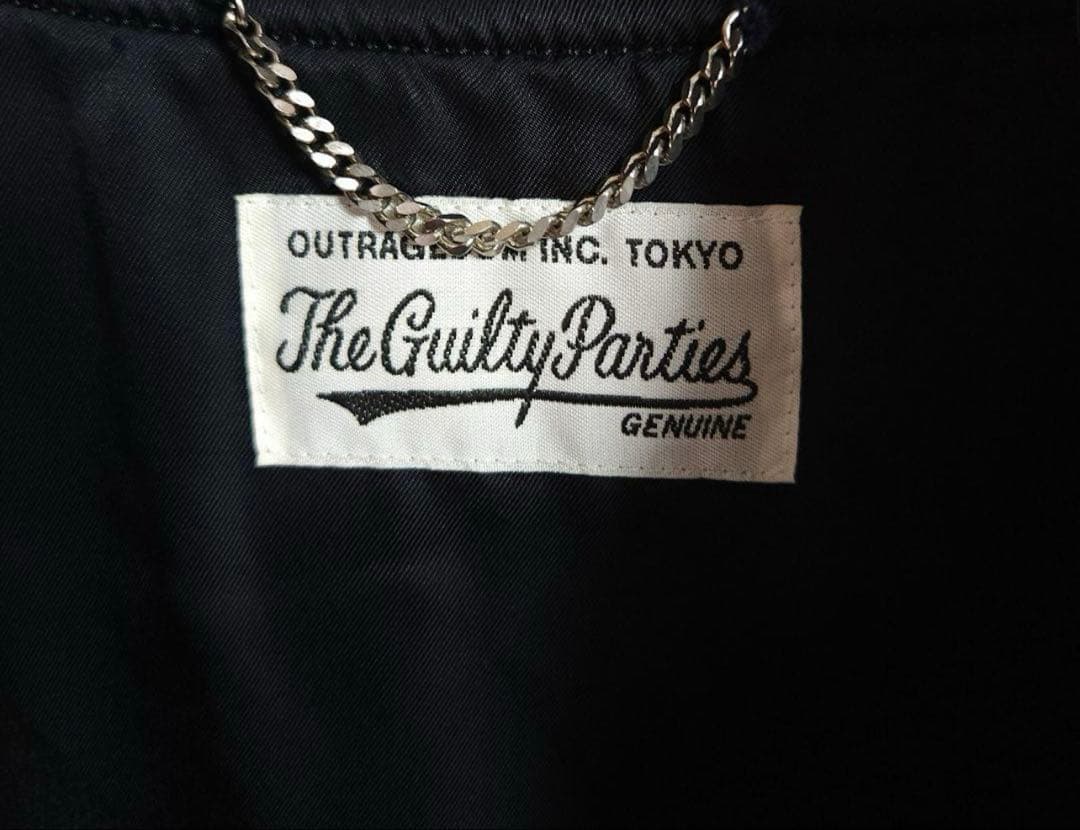 INC. TOKYO
The Guilty Parties
GENUINE